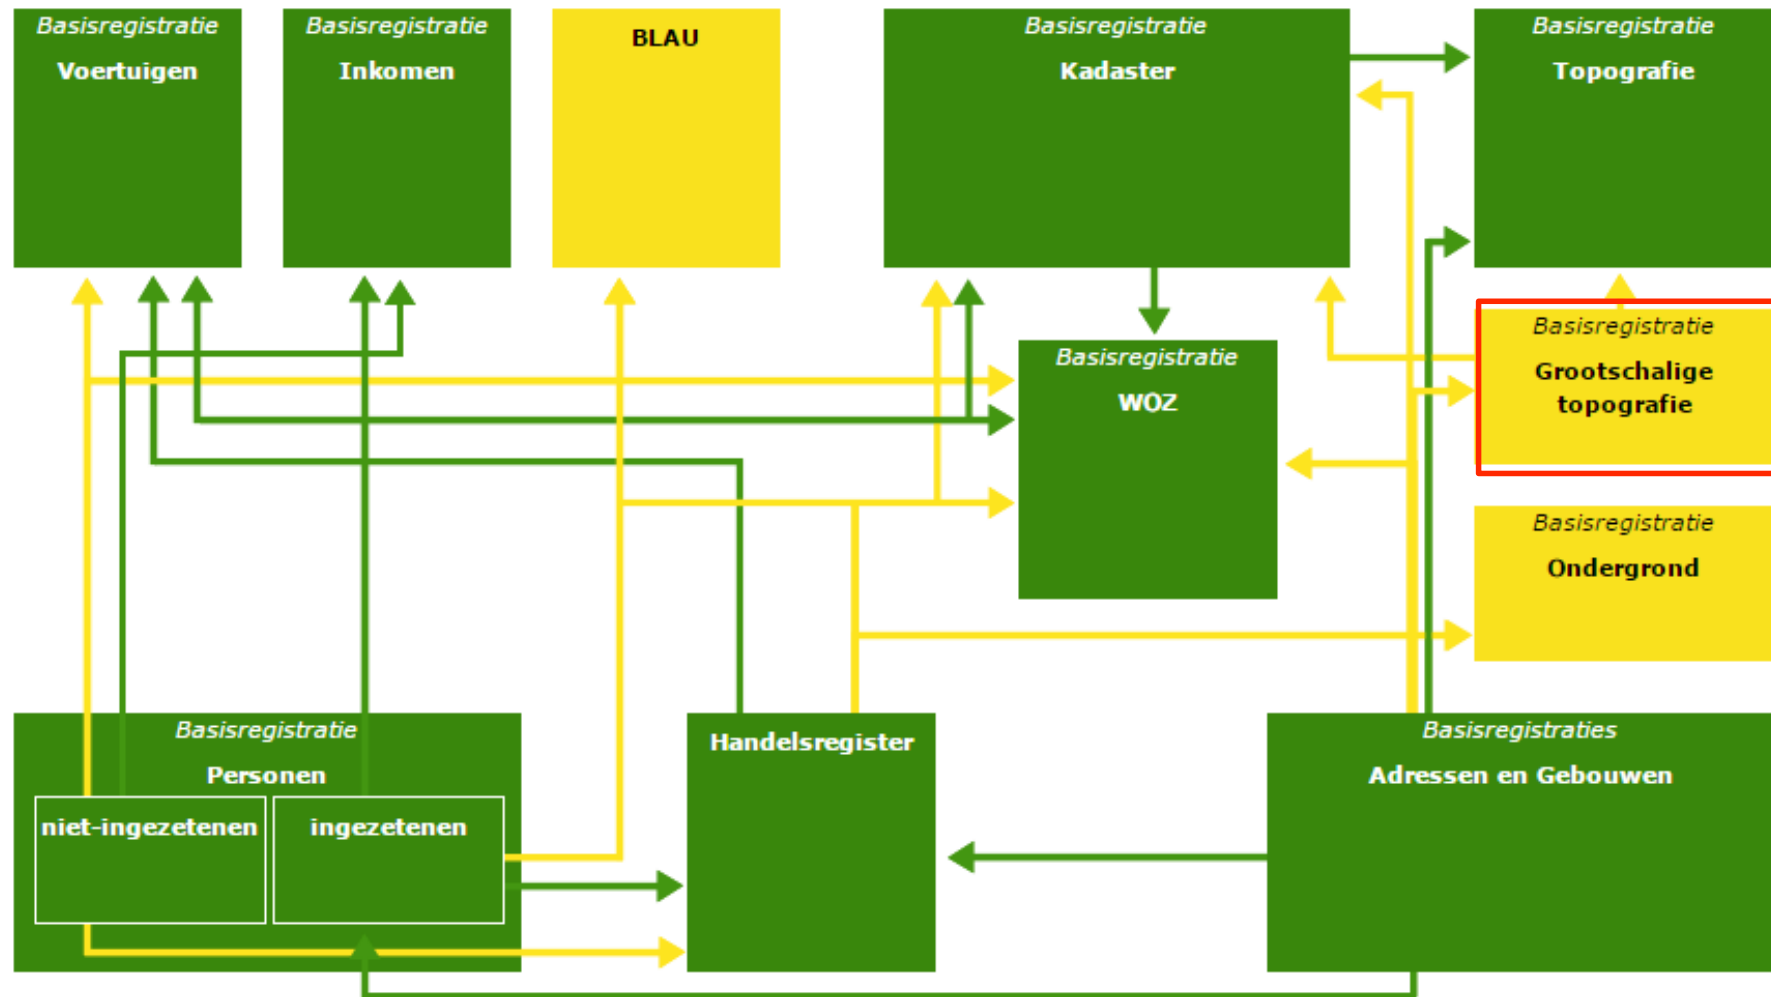 Basisregistratie
Voertuigen
Basisregistratie
Inkomen
BLAU
Basisregistratie
Kadaster
Basisregistratie
Topografie
Basisregistratie
Grootschalige
topografie
Basisregistratie
WOZ
Basisregistratie
Ondergrond
Basisregistratie
Personen
niet-ingezetenen
ingezetenen
Handelsregister
Basisregistraties
Adressen en Gebouwen